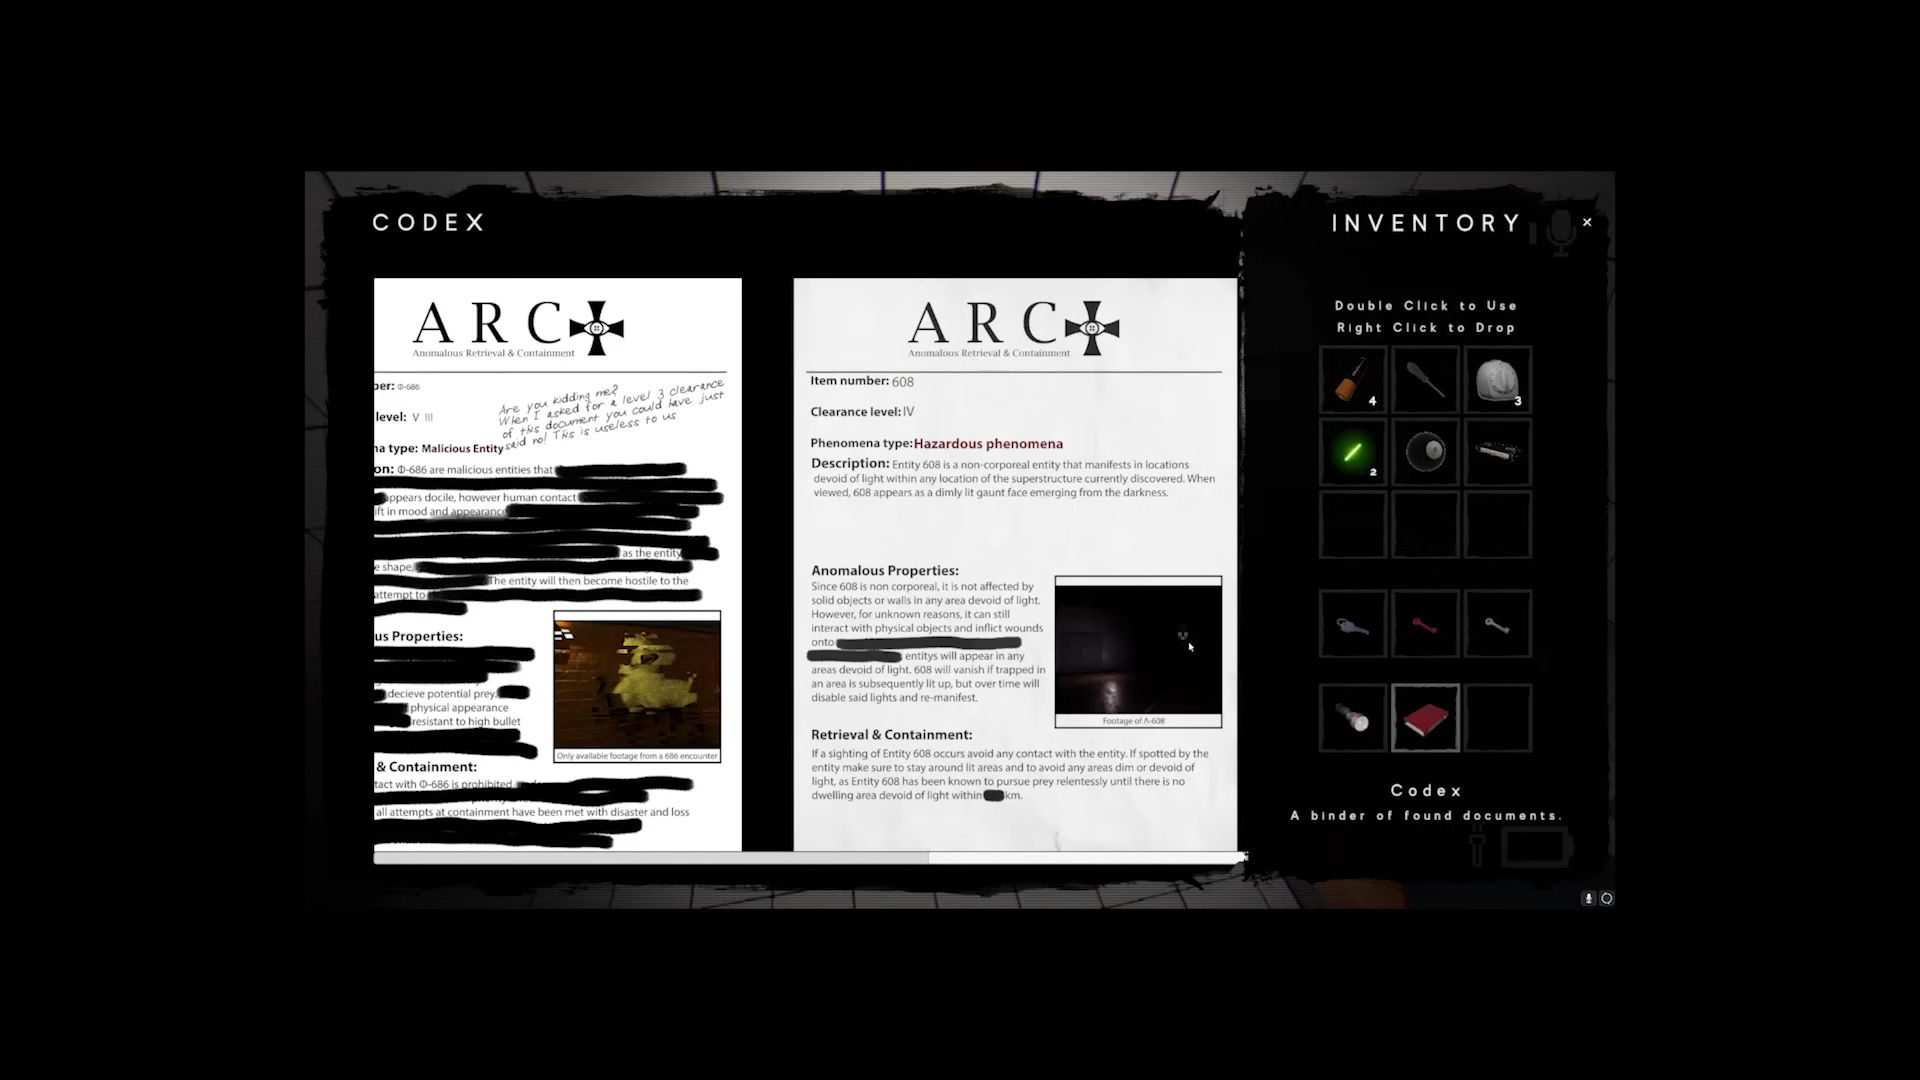 CODEX
A R C
Anomalous Retrieval & Containment
ber: Φ-686
level: V III
Are you kidding me?
When I asked for a level 3 clearance
of this document you could have just
said no! This is useless to us
na type: Malicious Entity
on: Φ-686 are malicious entities that
appears docile, however human contact
ift in mood and appearance
as the entity
e shape,
The entity will then become hostile to the
attempt to
us Properties:
decieve potential prey.
physical appearance
resistant to high bullet
Only available footage from a 686 encounter
& Containment:
tact with Φ-686 is prohibited.
all attempts at containment have been met with disaster and loss
A R C
Anomalous Retrieval & Containment
Item number: 608
Clearance level: IV
Phenomena type: Hazardous phenomena
Description: Entity 608 is a non-corporeal entity that manifests in locations
devoid of light within any location of the superstructure currently discovered. When
viewed, 608 appears as a dimly lit gaunt face emerging from the darkness.
Anomalous Properties:
Since 608 is non corporeal, it is not affected by
solid objects or walls in any area devoid of light.
However, for unknown reasons, it can still
interact with physical objects and inflict wounds
onto
entitys will appear in any
areas devoid of light. 608 will vanish if trapped in
an area is subsequently lit up, but over time will
disable said lights and re-manifest.
Footage of Λ-608
Retrieval & Containment:
If a sighting of Entity 608 occurs avoid any contact with the entity. If spotted by the
entity make sure to stay around lit areas and to avoid any areas dim or devoid of
light, as Entity 608 has been known to pursue prey relentlessly until there is no
dwelling area devoid of light within km.
INVENTORY
×
Double Click to Use
Right Click to Drop
4
3
2
Codex
A binder of found documents.